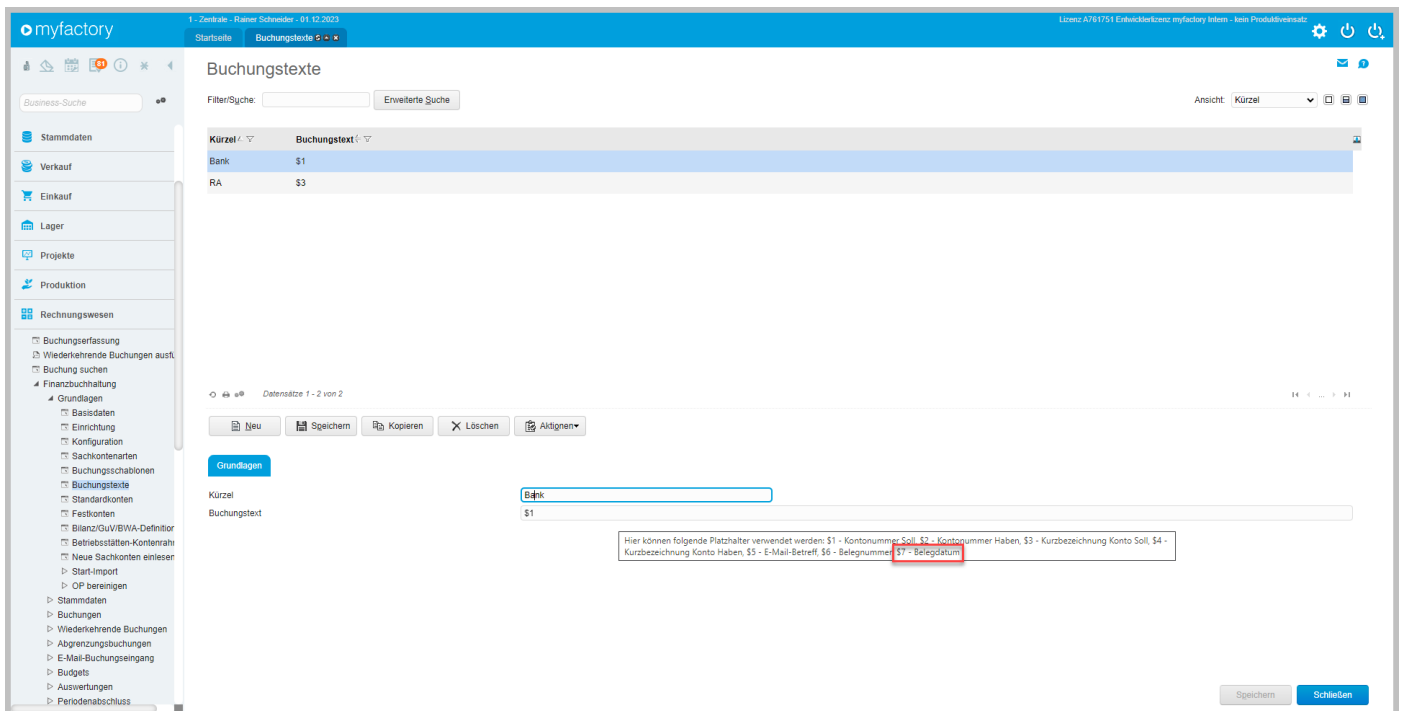 myfactory
1 - Zentrale - Rainer Schneider - 01.12.2023
Lizenz A761751 Entwicklerlizenz myfactory Intern - kein Produktiveinsatz
Startseite
Buchungstexte
81
Business-Suche
Stammdaten
Verkauf
Einkauf
Lager
Projekte
Produktion
Rechnungswesen
Buchungserfassung
Wiederkehrende Buchungen ausfü
Buchung suchen
Finanzbuchhaltung
Grundlagen
Basisdaten
Einrichtung
Konfiguration
Sachkontenarten
Buchungsschablonen
Buchungstexte
Standardkonten
Festkonten
Bilanz/GuV/BWA-Definition
Betriebsstätten-Kontenrahm
Neue Sachkonten einlesen
Start-Import
OP bereinigen
Stammdaten
Buchungen
Wiederkehrende Buchungen
Abgrenzungsbuchungen
E-Mail-Buchungseingang
Budgets
Auswertungen
Periodenabschluss
Buchungstexte
Filter/Suche:
Erweiterte Suche
Ansicht:
Kürzel
Kürzel Buchungstext
Bank $1
RA $3
Datensätze 1 - 2 von 2
...
Neu
Speichern
Kopieren
Löschen
Aktionen
Grundlagen
Kürzel
Bank
Buchungstext
$1
Hier können folgende Platzhalter verwendet werden: $1 - Kontonummer Soll, $2 - Kontonummer Haben, $3 - Kurzbezeichnung Konto Soll, $4 -
Kurzbezeichnung Konto Haben, $5 - E-Mail-Betreff, $6 - Belegnummer $7 - Belegdatum
Speichern
Schließen